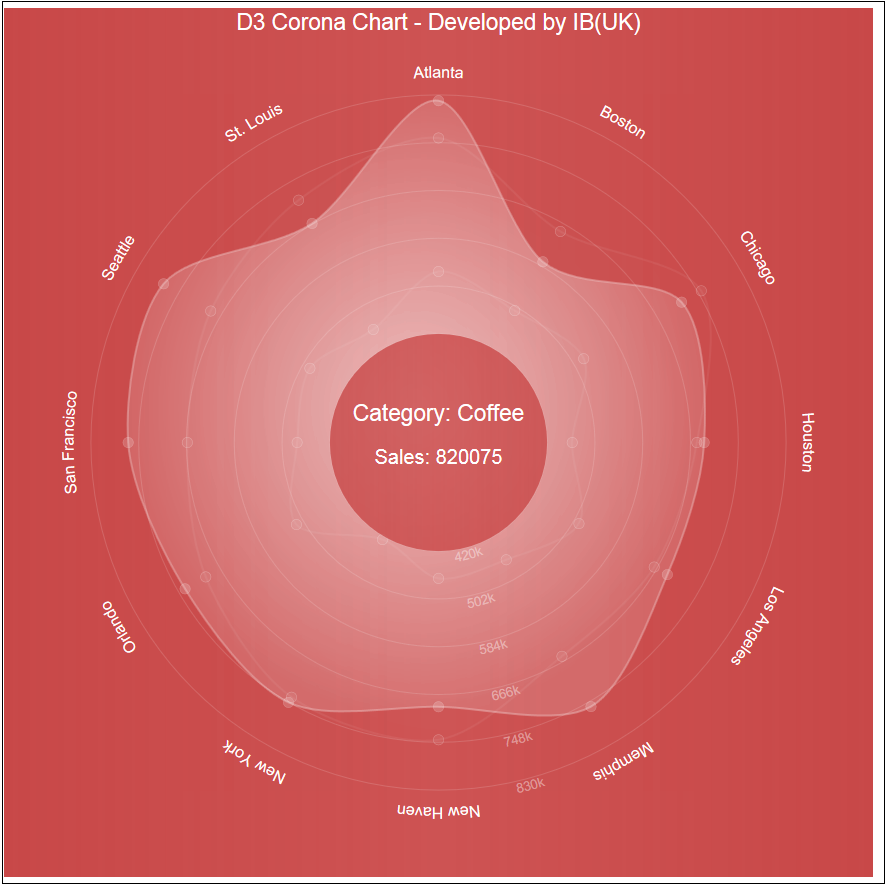 D3 Corona Chart - Developed by IB(UK)
Atlanta
St. Louis
Boston
Seattle
Chicago
San Francisco
Category: Coffee
Sales: 820075
Houston
420k
502k
584k
666k
748k
830k
Orlando
Los Angeles
New York
Memphis
New Haven